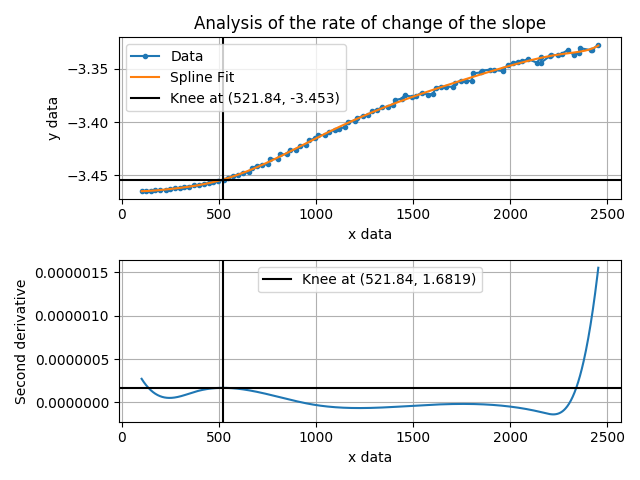 Analysis of the rate of change of the slope
Data
Spline Fit
Knee at (521.84, -3.453)
y data
−3.35
−3.40
−3.45
0 500 1000 1500 2000 2500
x data
Knee at (521.84, 1.6819)
Second derivative
0.0000015
0.0000010
0.0000005
0.0000000
0 500 1000 1500 2000 2500
x data